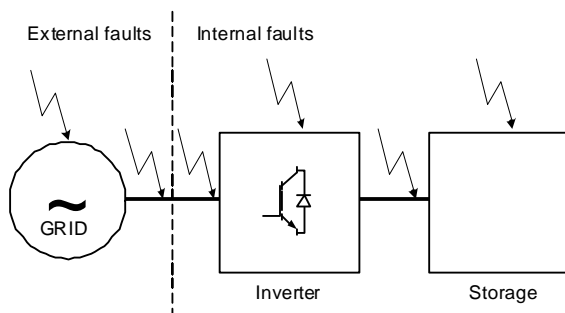 External faults
Internal faults
GRID
Inverter
Storage